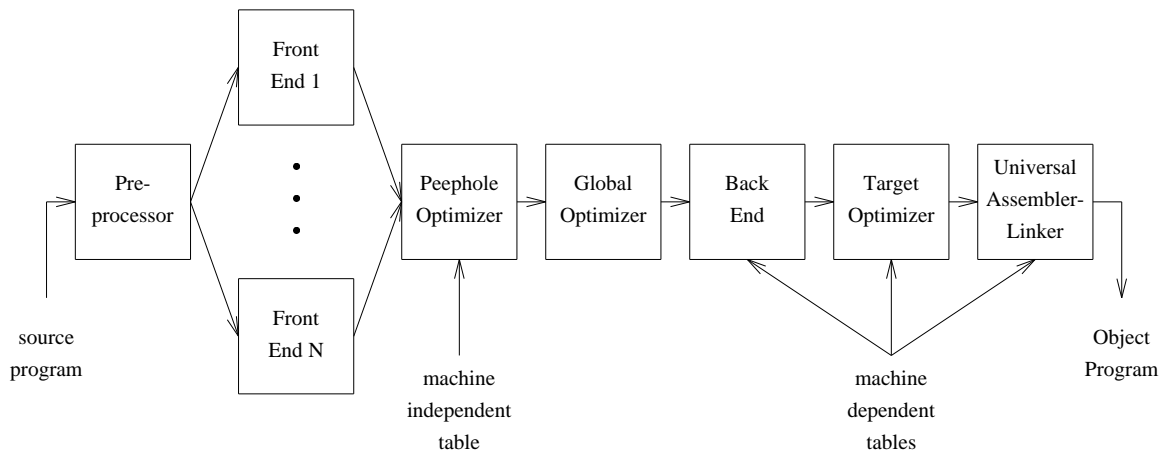 Front
End 1
Pre-
processor
Peephole
Optimizer
Global
Optimizer
Back
End
Target
Optimizer
Universal
Assembler-
Linker
Front
End N
source
program
machine
independent
table
machine
dependent
tables
Object
Program